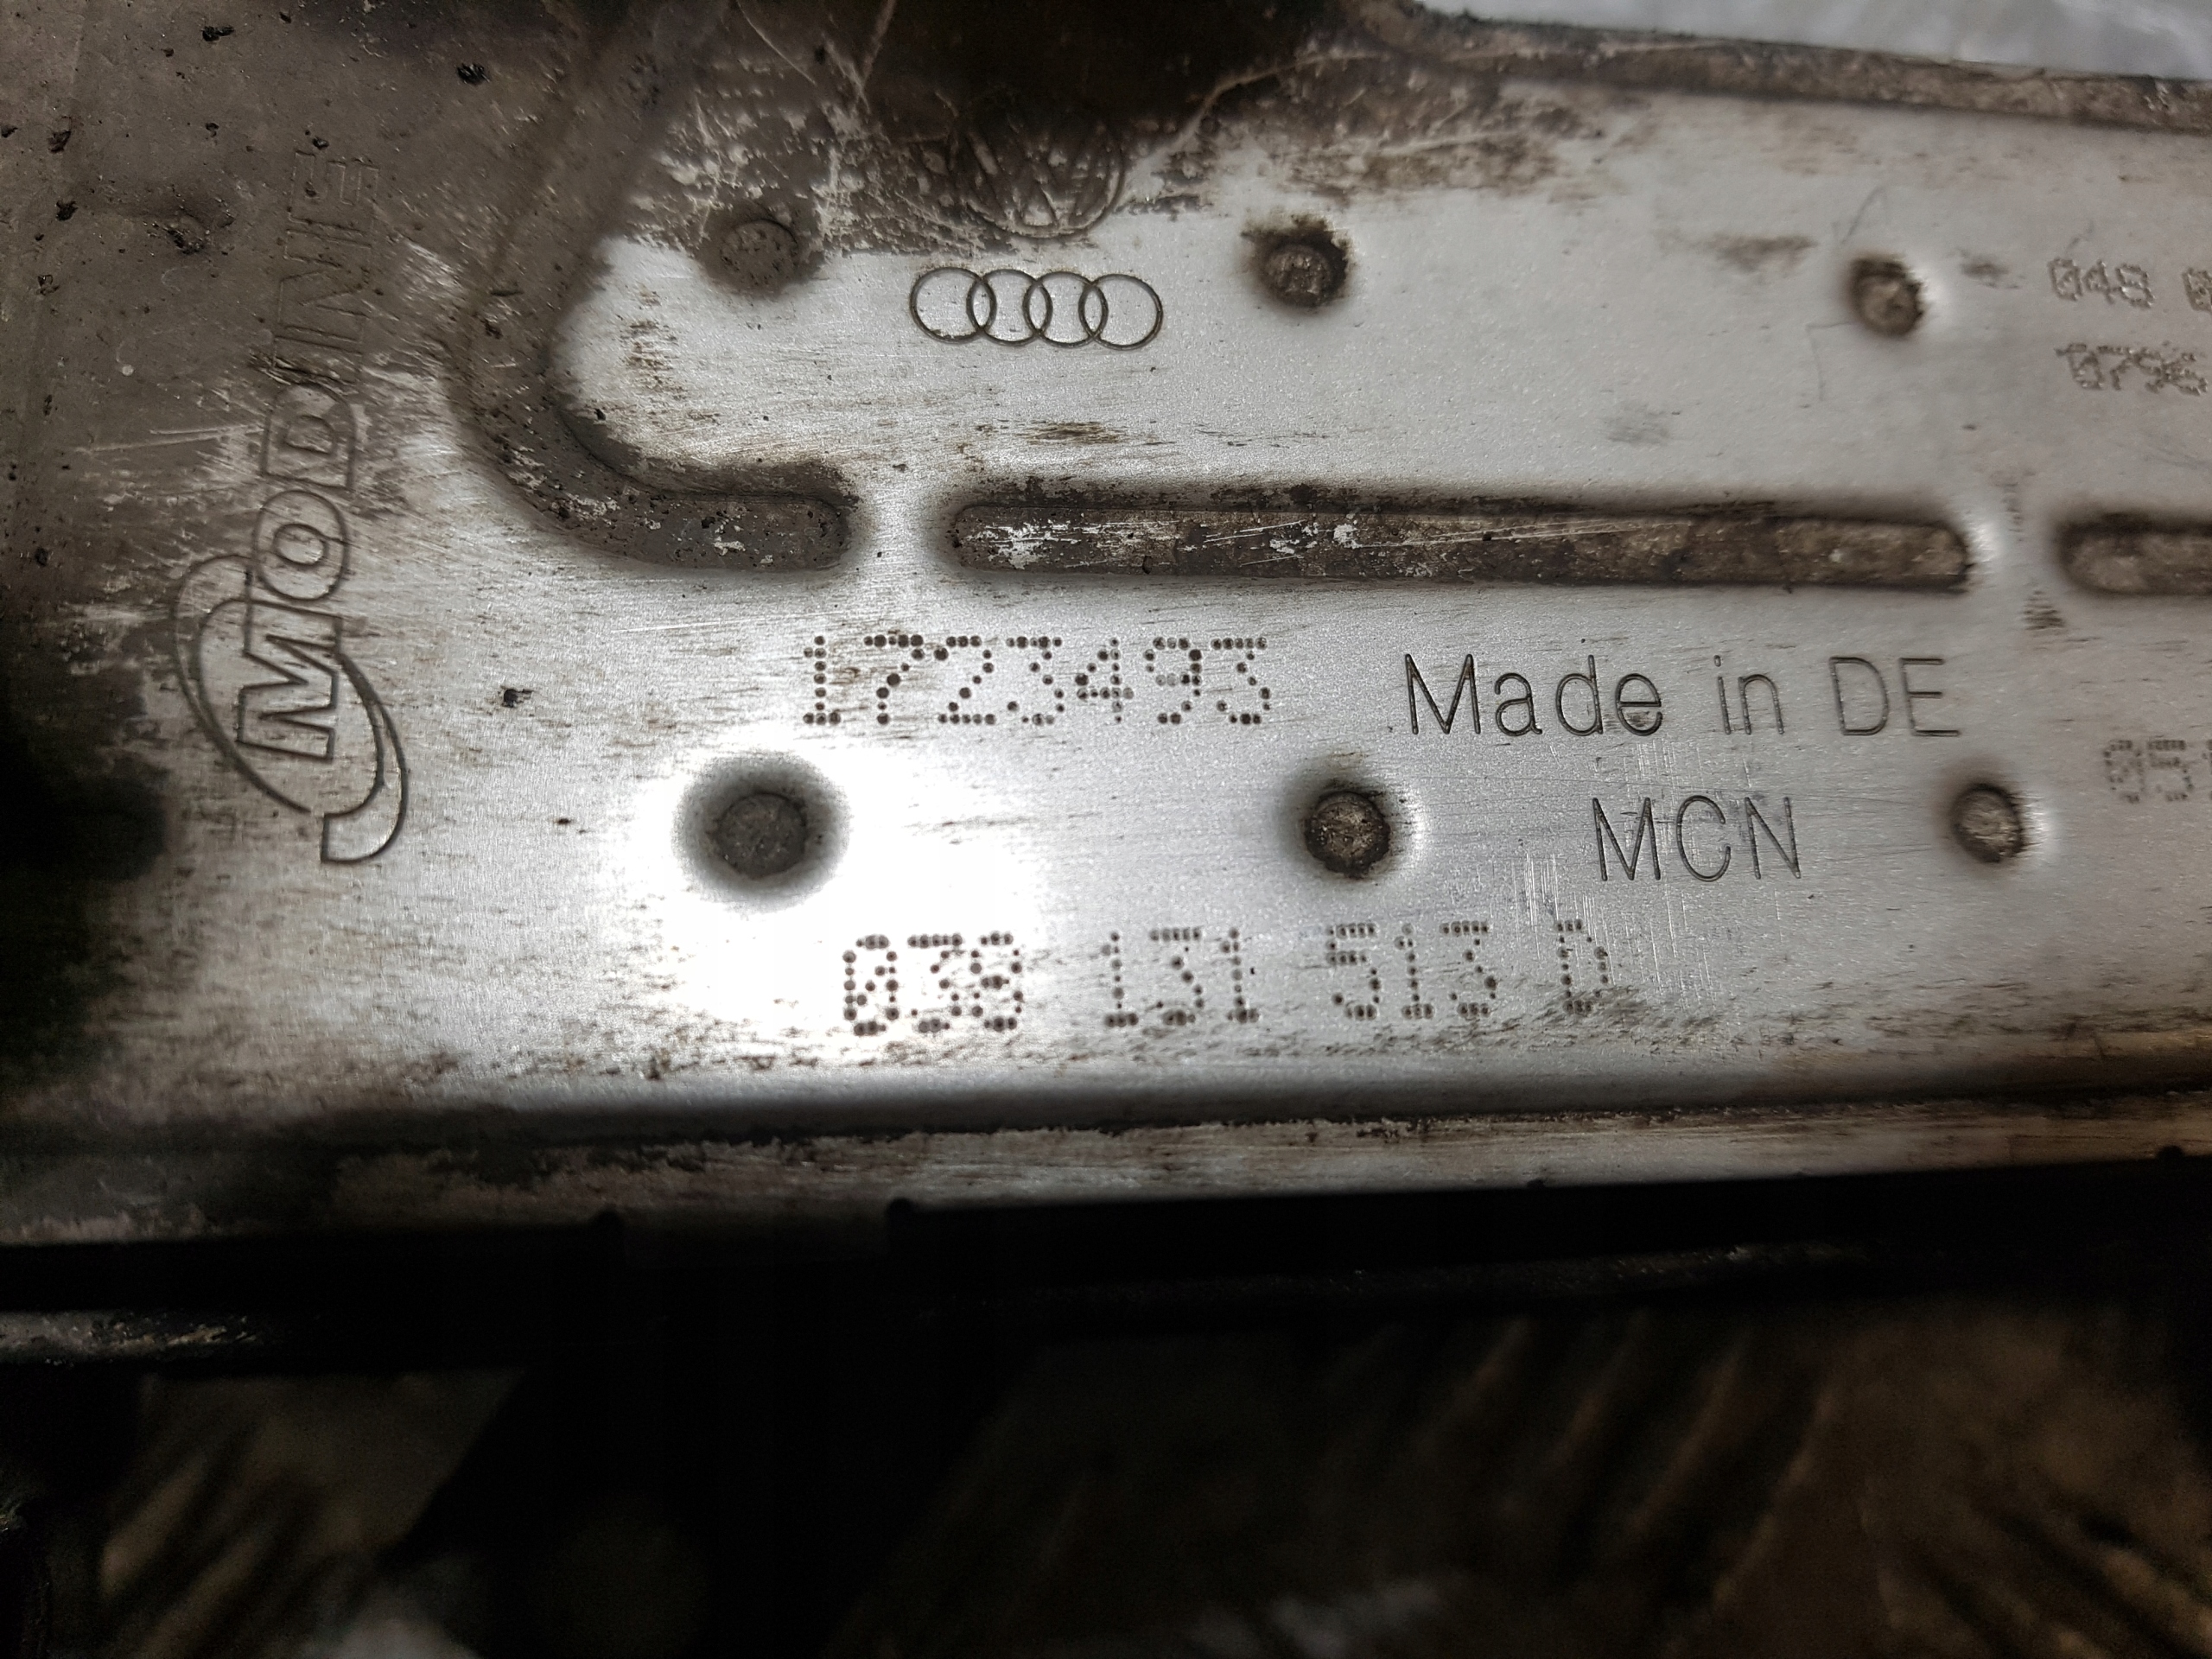 MODINE
1723493
Made in DE
MCN
038 131 513 D